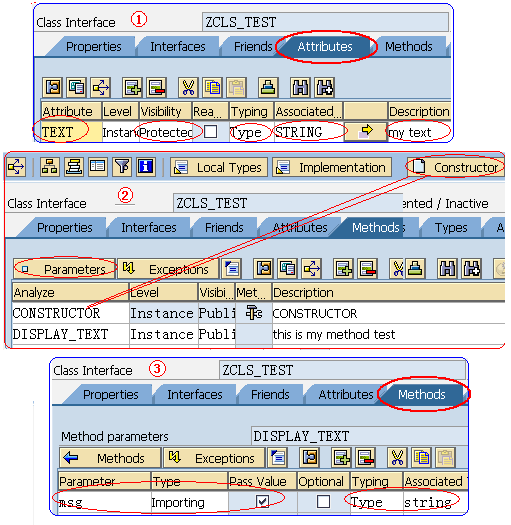 Class Interface ① ZCLS_TEST
Properties Interfaces Friends Attributes Methods
Attribute Level Visibility Rea... Typing Associated... Description
TEXT Instan Protected Type STRING my text
Local Types Implementation Constructor
②
Class Interface ZCLS_TEST ented / Inactive
Properties Interfaces Friends Attributes Methods Types A
Parameters Exceptions
Analyze Level Visibi... Met... Description
CONSTRUCTOR Instance Publi CONSTRUCTOR
DISPLAY_TEXT Instance Publi this is my method test
Class Interface ③ ZCLS_TEST
Properties Interfaces Friends Attributes Methods
Method parameters DISPLAY_TEXT
Methods Exceptions
Parameter Type Pass Value Optional Typing Associated
msg Importing Type string